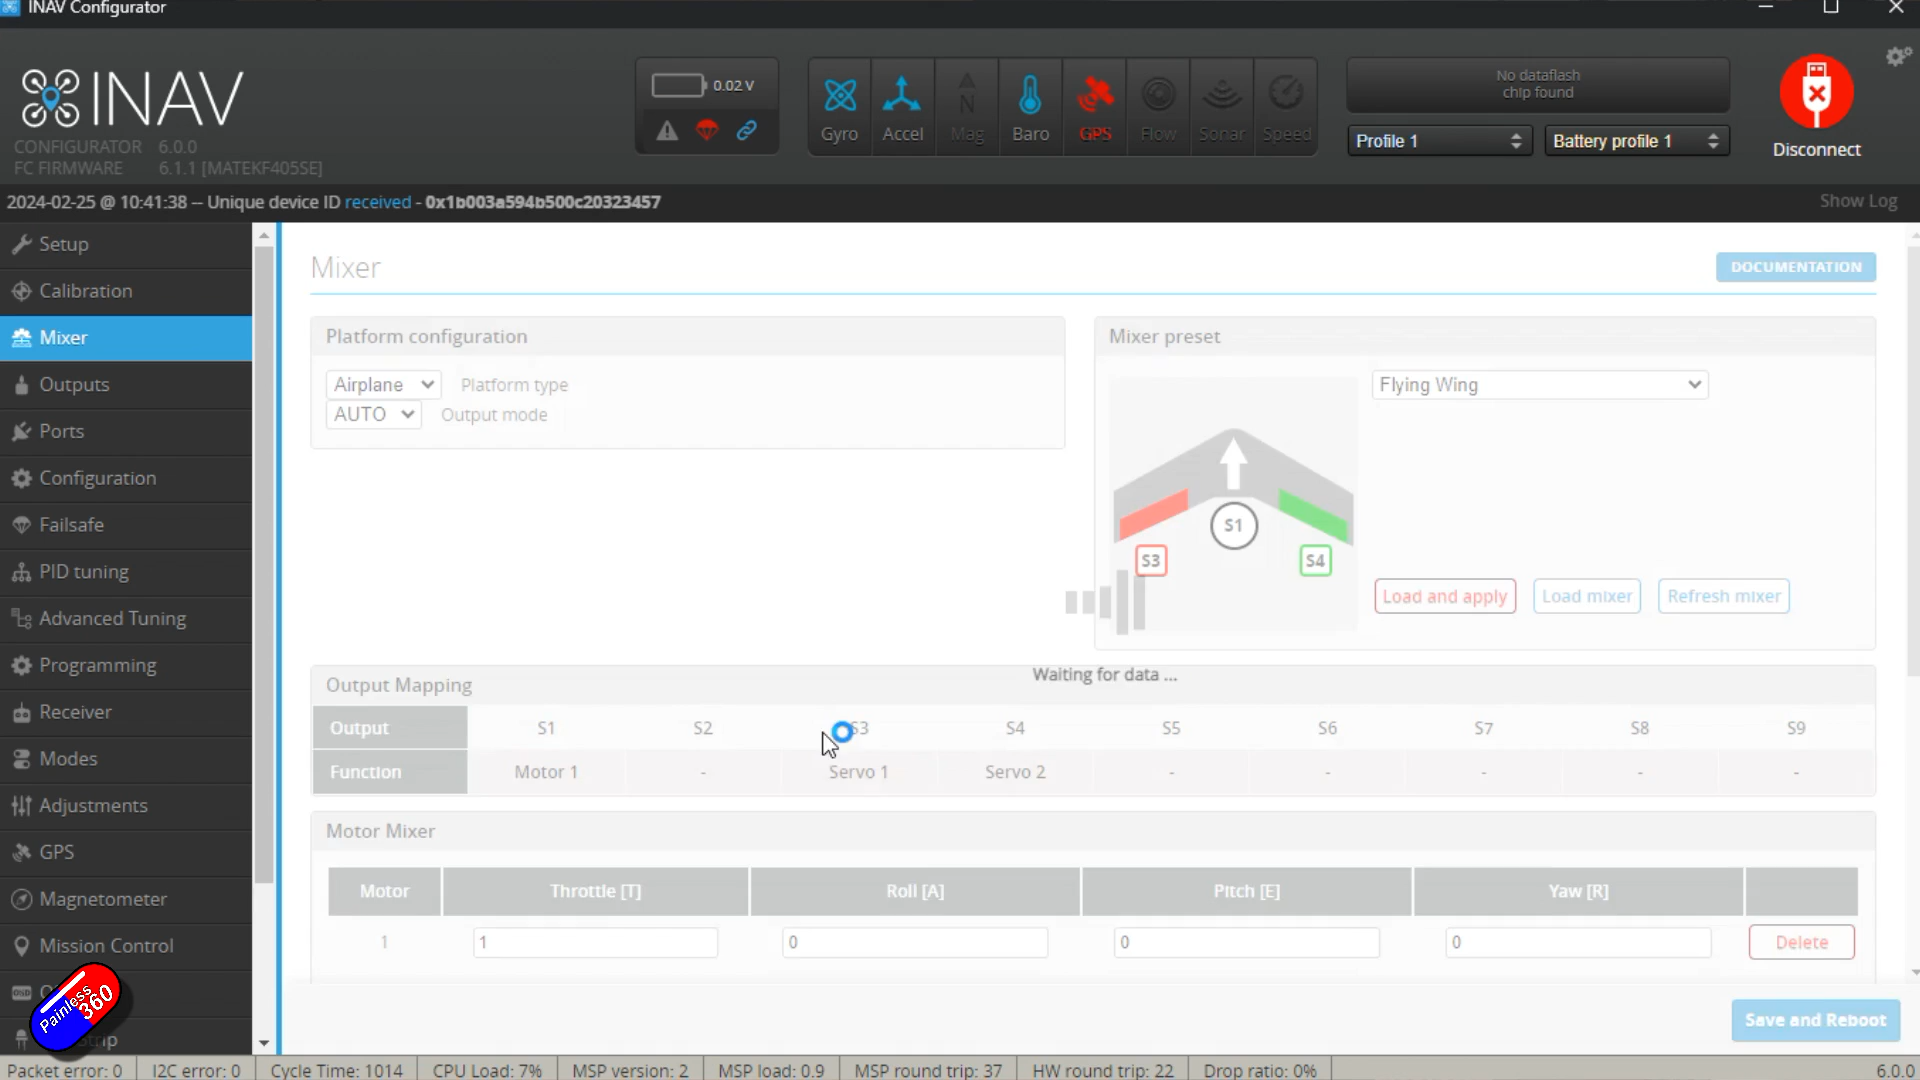 INAV Configurator
INAV
CONFIGURATOR 6.0.0
FC FIRMWARE 6.1.1 [MATEKF405SE]
0.02 V
Gyro
Accel
Mag
Baro
GPS
Flow
Sonar
Speed
No dataflash
chip found
Profile 1
Battery profile 1
Disconnect
2024-02-25 @ 10:41:38 -- Unique device ID received - 0x1b003a594b500c20323457
Show Log
Setup
Calibration
Mixer
Outputs
Ports
Configuration
Failsafe
PID tuning
Advanced Tuning
Programming
Receiver
Modes
Adjustments
GPS
Magnetometer
Mission Control
Painless
360
Mixer
DOCUMENTATION
Platform configuration
Airplane Platform type
AUTO Output mode
Mixer preset
Flying Wing
N
S1
S3
S4
Load and apply
Load mixer
Refresh mixer
Waiting for data ...
Output Mapping
Output S1 S2 S3 S4 S5 S6 S7 S8 S9
Function Motor 1 - Servo 1 Servo 2 - - - - -
Motor Mixer
Motor Throttle [T] Roll [A] Pitch [E] Yaw [R]
1 1 0 0 0 Delete
Save and Reboot
Packet error: 0 I2C error: 0 Cycle Time: 1014 CPU Load: 7% MSP version: 2 MSP load: 0.9 MSP round trip: 37 HW round trip: 22 Drop ratio: 0% 6.0.0